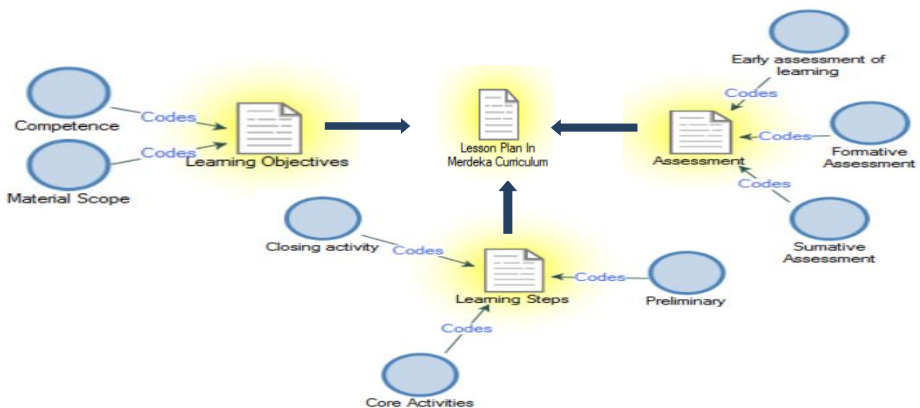 Early assessment of
learning
Codes
Competence
Codes
Learning Objectives
Codes
Material Scope
Lesson Plan In
Merdeka Curriculum
Assessment
Codes
Formative
Assessment
Codes
Sumative
Assessment
Closing activity
Codes
Learning Steps
Codes
Preliminary
Codes
Core Activities